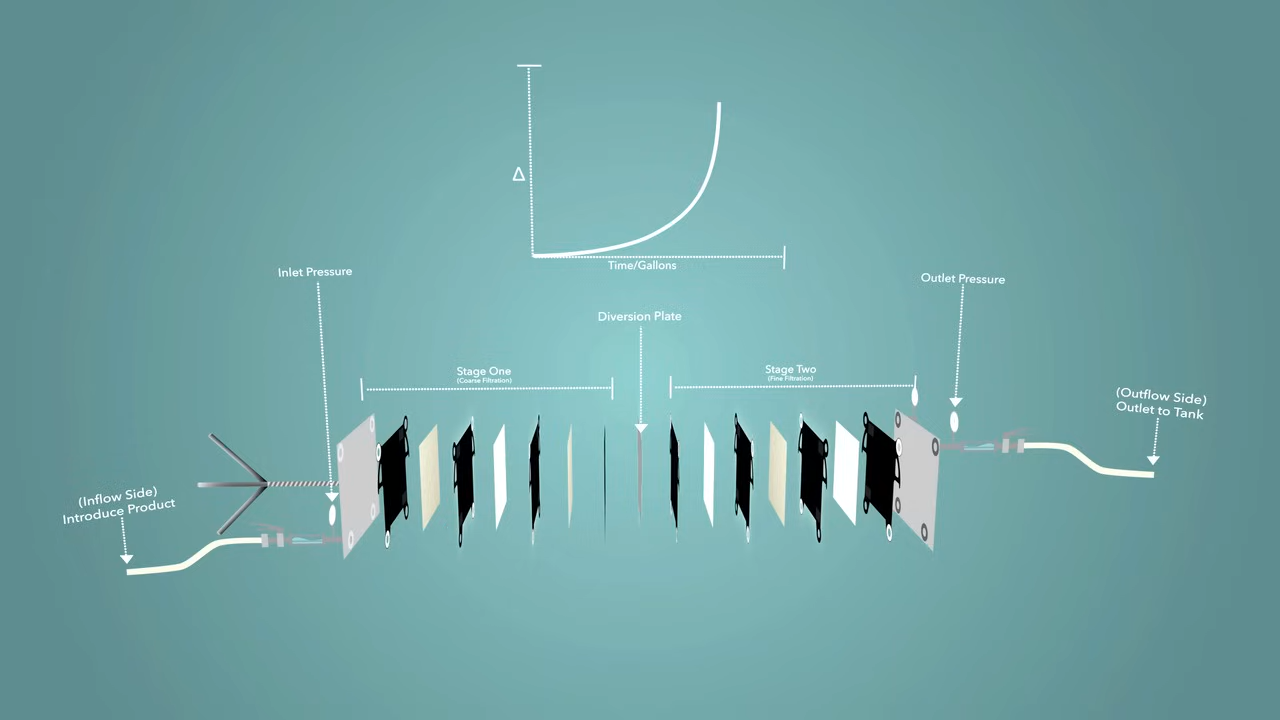 Δ
Time/Gallons
Inlet Pressure
Outlet Pressure
Diversion Plate
Stage One
(Coarse Filtration)
Stage Two
(Fine Filtration)
(Outflow Side)
Outlet to Tank
(Inflow Side)
Introduce Product